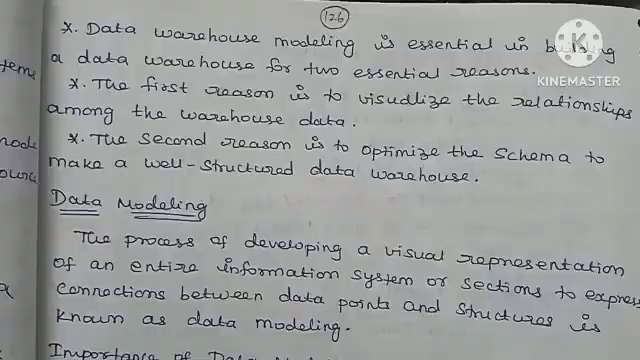 126
*. Data warehouse modeling is essential in building
a data warehouse for two essential reasons.
*. The first reason is to visualize the relationships
among the warehouse data.
*. The second reason is to optimize the schema to
make a well-structured data warehouse.
Data Modeling
The process of developing a visual representation
of an entire information system or sections to express
connections between data points and structures is
known as data modeling.
Importance of Data
KINEMASTER